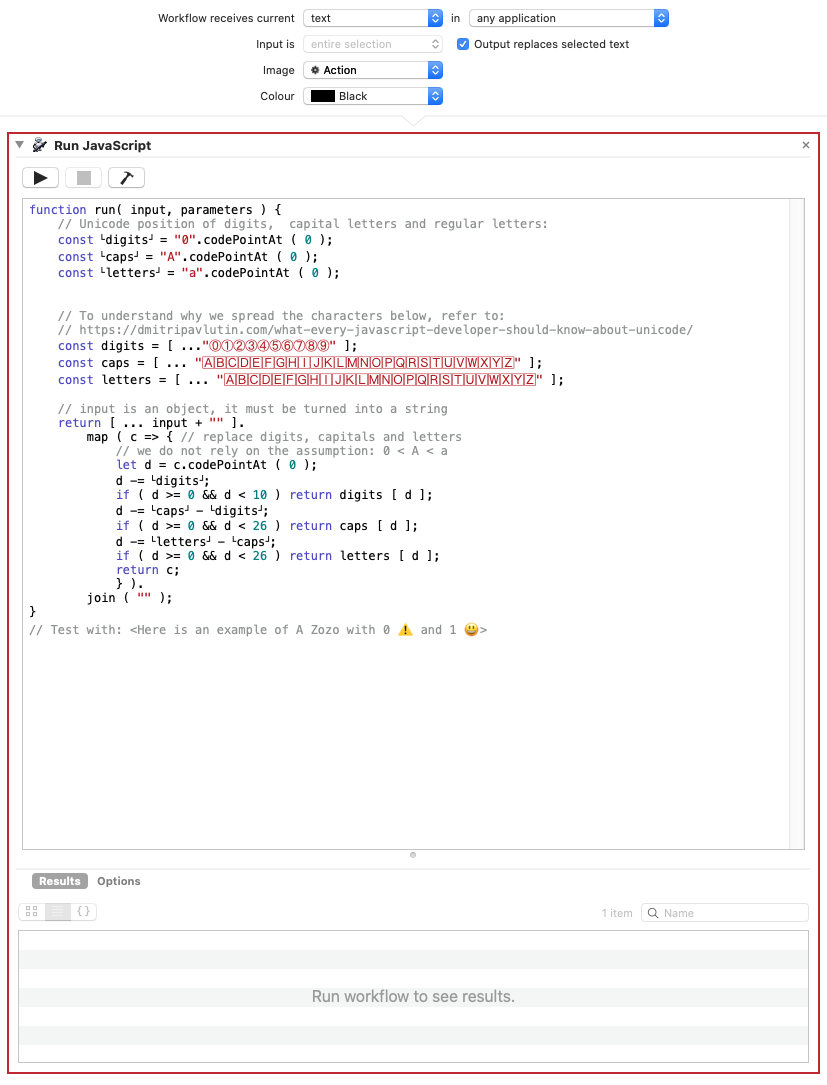 Workflow receives current text in any application
Input is entire selection Output replaces selected text
Image Action
Colour Black
Run JavaScript
function run( input, parameters ) {
// Unicode position of digits,  capital letters and regular letters:
const ╘digits╛ = "0".codePointAt ( 0 );
const ╘caps╛ = "A".codePointAt ( 0 );
const ╘letters╛ = "a".codePointAt ( 0 );
// To understand why we spread the characters below, refer to:
// https://dmitripavlutin.com/what-every-javascript-developer-should-know-about-unicode/
const digits = [ ..."⓪①②③④⑤⑥⑦⑧⑨" ];
const caps = [ ... "🄰🄱🄲🄳🄴🄵🄶🄷🄸🄹🄺🄻🄼🄽🄾🄿🅀🅁🅂🅃🅄🅅🅆🅇🅈🅉" ];
const letters = [ ... "🄰🄱🄲🄳🄴🄵🄶🄷🄸🄹🄺🄻🄼🄽🄾🄿🅀🅁🅂🅃🅄🅅🅆🅇🅈🅉" ];
// input is an object, it must be turned into a string
return [ ... input + "" ].
map ( c => { // replace digits, capitals and letters
// we do not rely on the assumption: 0 < A < a
let d = c.codePointAt ( 0 );
d -= ╘digits╛;
if ( d >= 0 && d < 10 ) return digits [ d ];
d -= ╘caps╛ - ╘digits╛;
if ( d >= 0 && d < 26 ) return caps [ d ];
d -= ╘letters╛ - ╘caps╛;
if ( d >= 0 && d < 26 ) return letters [ d ];
return c;
} ).
join ( "" );
}
// Test with: <Here is an example of A Zozo with 0 ⚠️ and 1 😃>
Results Options
{} 1 item Name
Run workflow to see results.